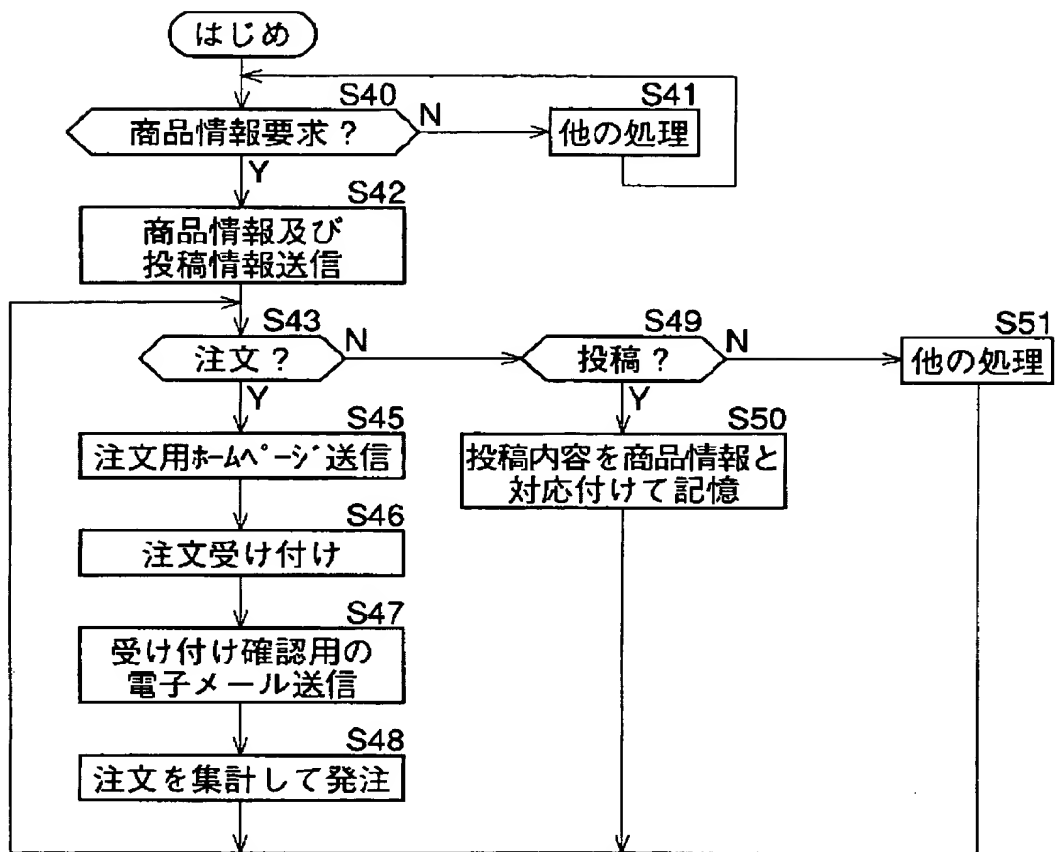 はじめ
S40
商品情報要求？
N
S41
他の処理
Y
S42
商品情報及び
投稿情報送信
S43
注文？
N
S49
投稿？
N
S51
他の処理
Y
S45
注文用ﾎｰﾑﾍﾟｰｼﾞ送信
Y
S50
投稿内容を商品情報と
対応付けて記憶
S46
注文受け付け
S47
受け付け確認用の
電子メール送信
S48
注文を集計して発注